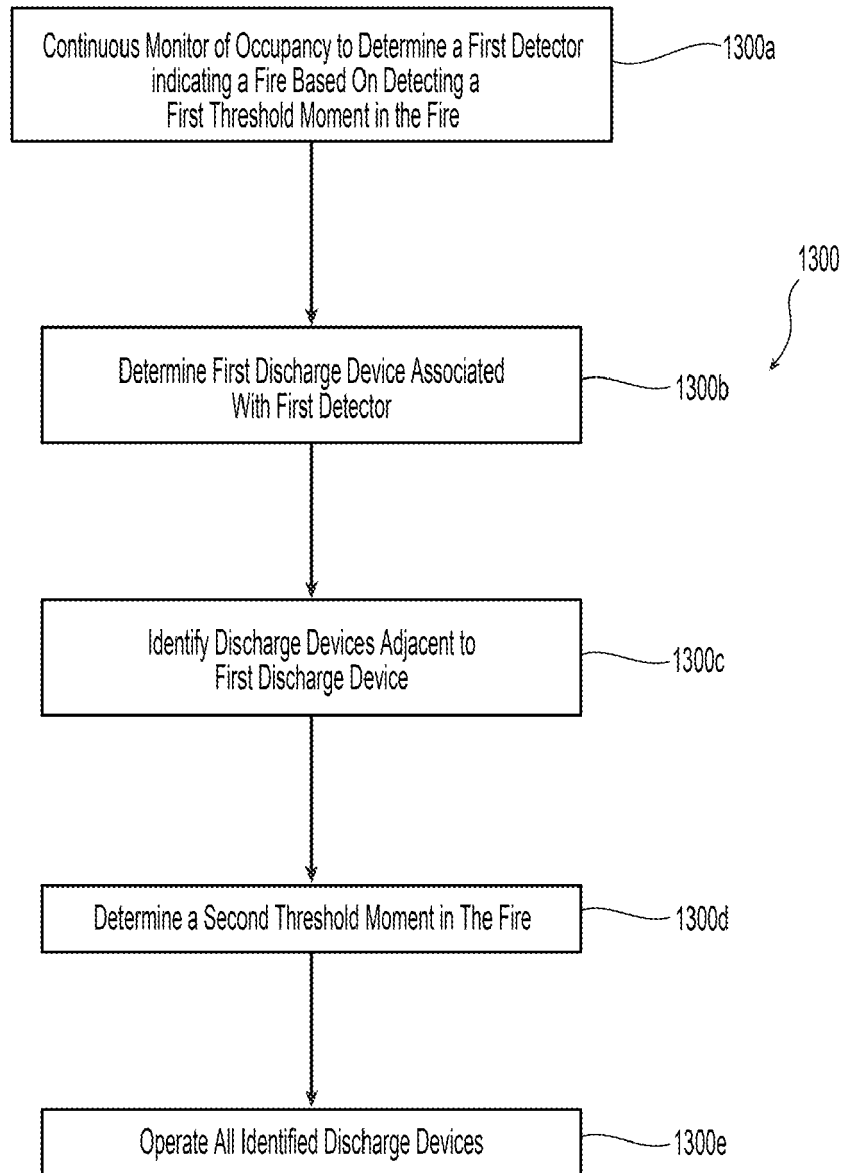 Continuous Monitor of Occupancy to Determine a First Detector
indicating a Fire Based On Detecting a
First Threshold Moment in the Fire
1300a
1300
Determine First Discharge Device Associated
With First Detector
1300b
Identify Discharge Devices Adjacent to
First Discharge Device
1300c
Determine a Second Threshold Moment in The Fire
1300d
Operate All Identified Discharge Devices
1300e